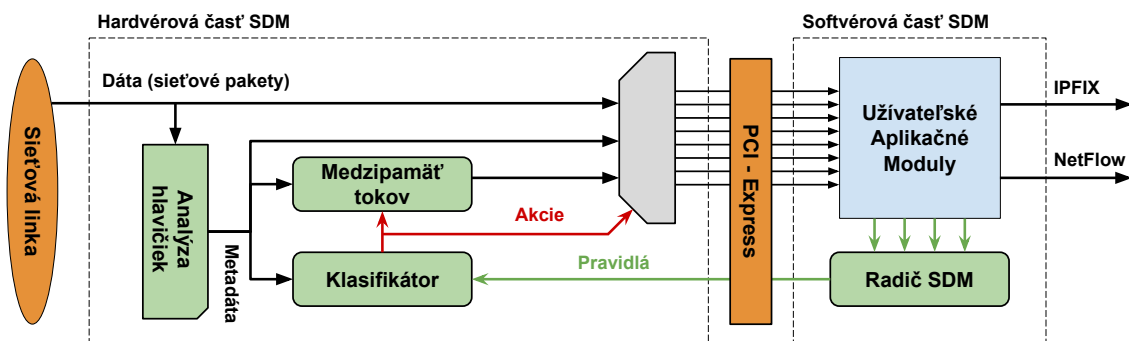 Hardvérová časť SDM
Softvérová časť SDM
Dáta (sieťové pakety)
Sieťová linka
Analýza
hlavičiek
Metadáta
Medzipamäť
tokov
Akcie
Klasifikátor
Pravidlá
PCI - Express
Užívateľské
Aplikačné
Moduly
Radič SDM
IPFIX
NetFlow